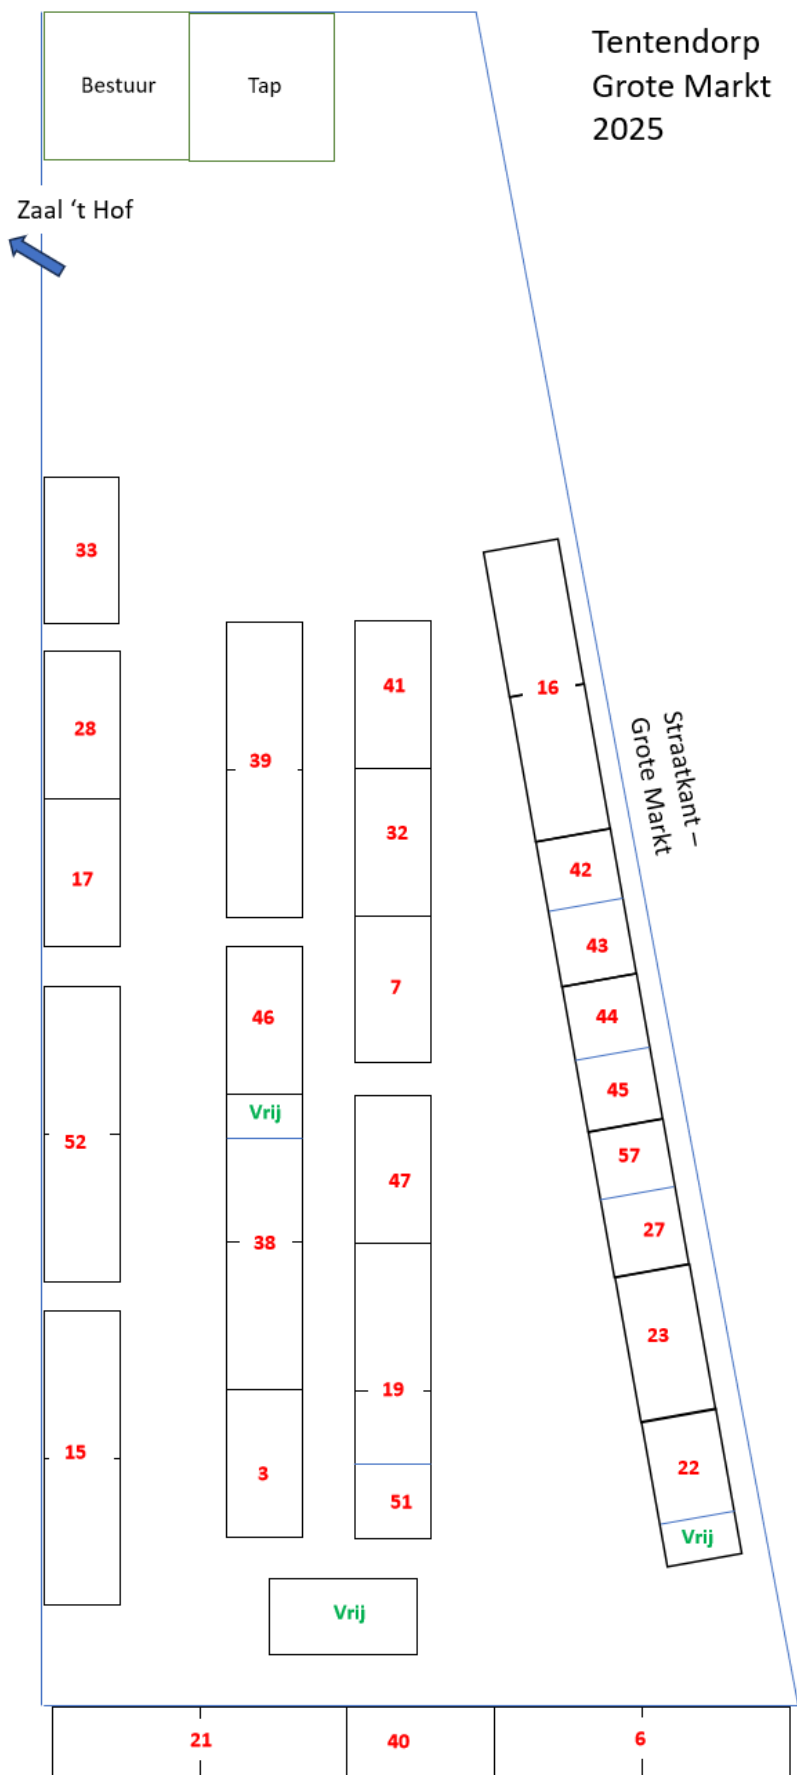 Tentendorp
Grote Markt
2025
Bestuur
Tap
Zaal ‘t Hof
33
28
17
52
15
39
46
Vrij
38
3
41
32
7
47
19
51
Vrij
16
42
43
44
45
57
27
23
22
Vrij
Straatkant –
Grote Markt
21
40
6